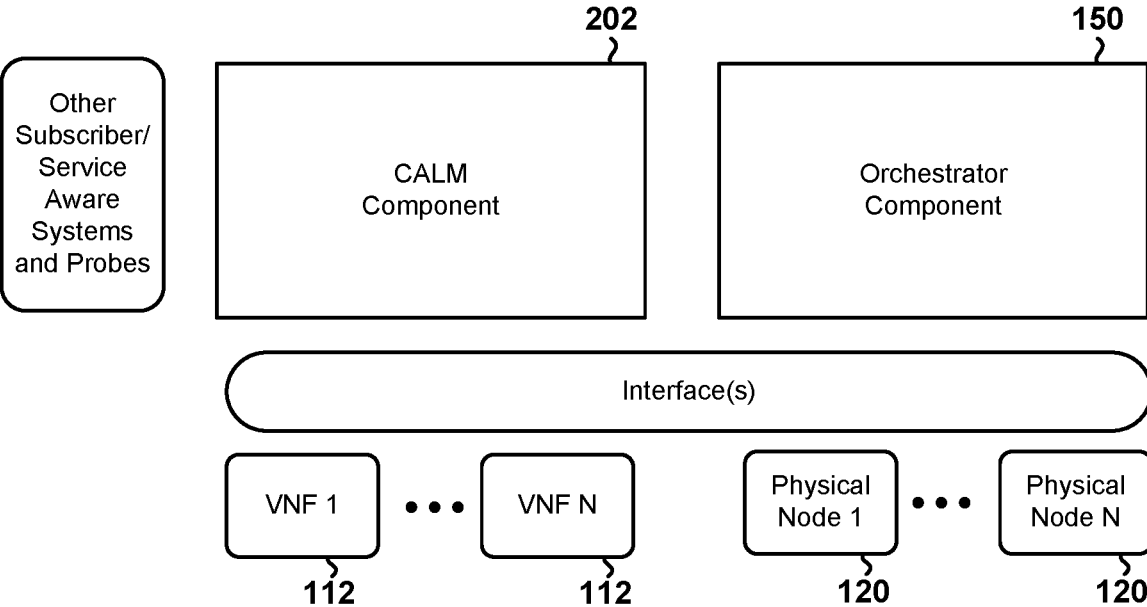 202
150
Other
Subscriber/
Service
Aware
Systems
and Probes
CALM
Component
Orchestrator
Component
Interface(s)
VNF 1
VNF N
Physical
Node 1
Physical
Node N
112
112
120
120